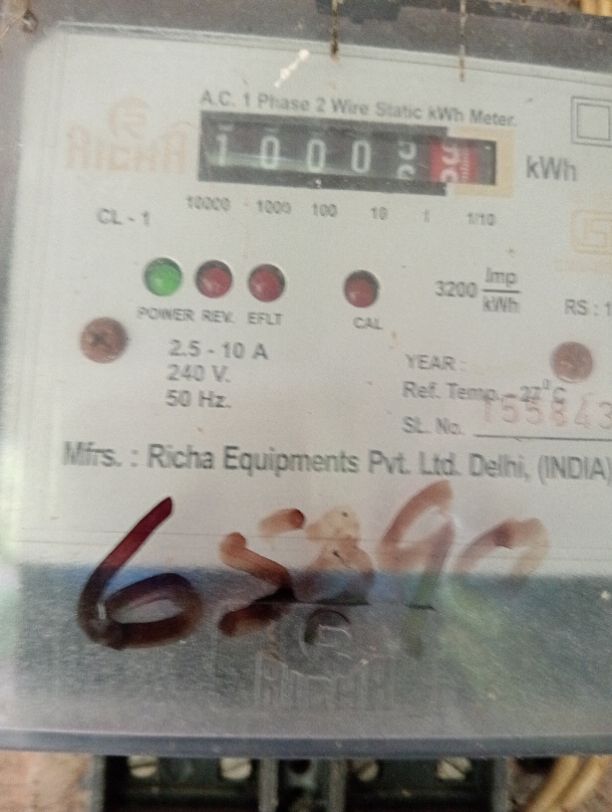 A.C. 1 Phase 2 Wire Static kWh Meter.
RICHA
1 0 0 0
kWh
10000 1000 100 10 1 1/10
CL - 1
3200 Imp/kWh
POWER REV. EFLT CAL
RS : 1
2.5 - 10 A
240 V.
50 Hz.
YEAR :
Ref. Temp. 27°C
SL. No. 155843
Mfrs. : Richa Equipments Pvt. Ltd. Delhi, (INDIA)